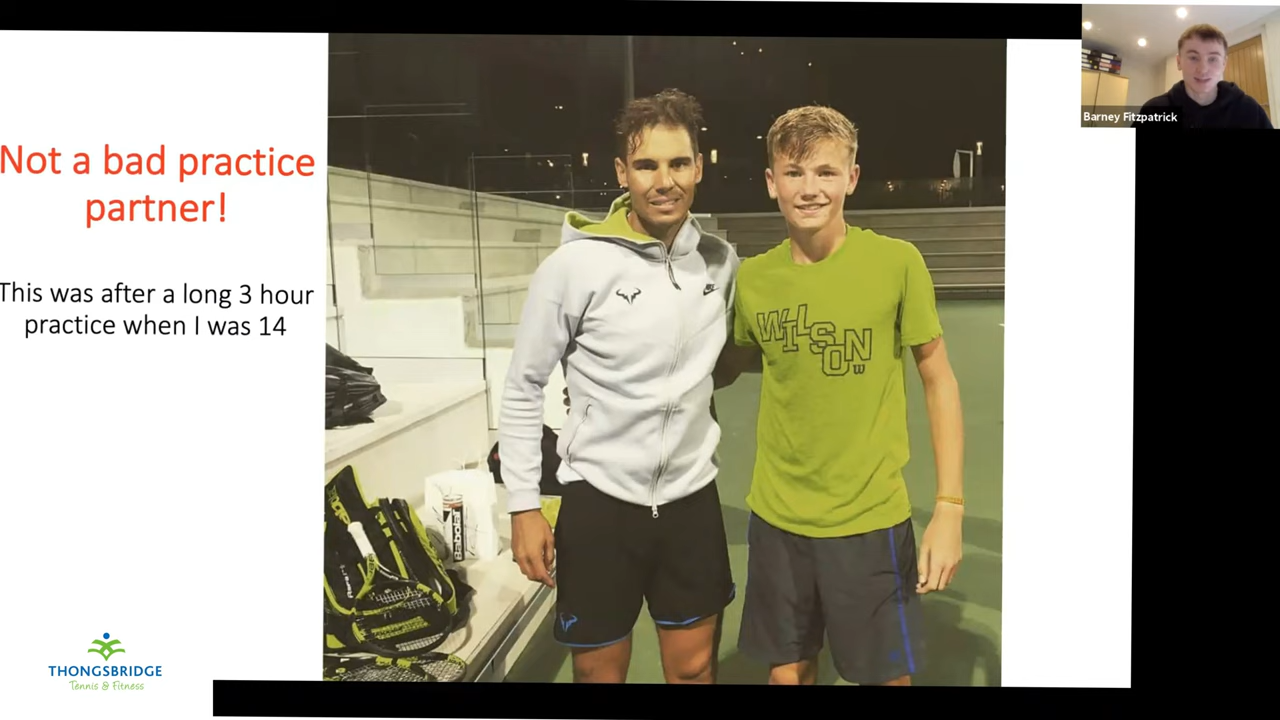 Not a bad practice
partner!
This was after a long 3 hour
practice when I was 14
THONGSBRIDGE
Tennis & Fitness
WILSON
W
Babolat
Barney Fitzpatrick